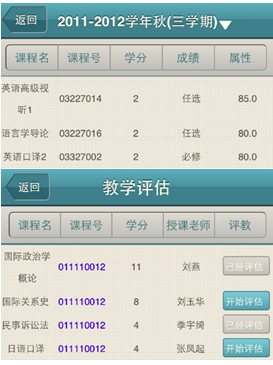 返回 2011-2012学年秋(三学期)
课程名 课程号 学分 成绩 属性
英语高级视 03227014 2 任选 85.0
听1
语言学导论 03227016 2 任选 80.0
英语口译2 03327002 2 必修 80.0
返回 教学评估
课程名 课程号 学分 授课老师 评教
国际政治学 011110012 11 刘燕 已经评估
概论
国际关系史 011110012 8 刘玉华 开始评估
民事诉讼法 011110012 4 季宇绮 已经评估
日语口译 011110012 4 张凤起 开始评估